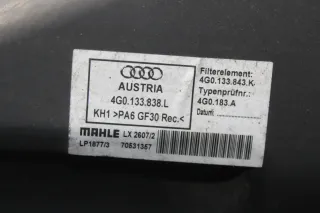 AUSTRIA
4G0.133.838.L
KH1 >PA6 GF30 Rec.<
Filterelement:
4G0.133.843.K
Typenprüfnr.:
4G0.183.A
Datum:
MAHLE LX 2607/2
LP1877/3 70531357